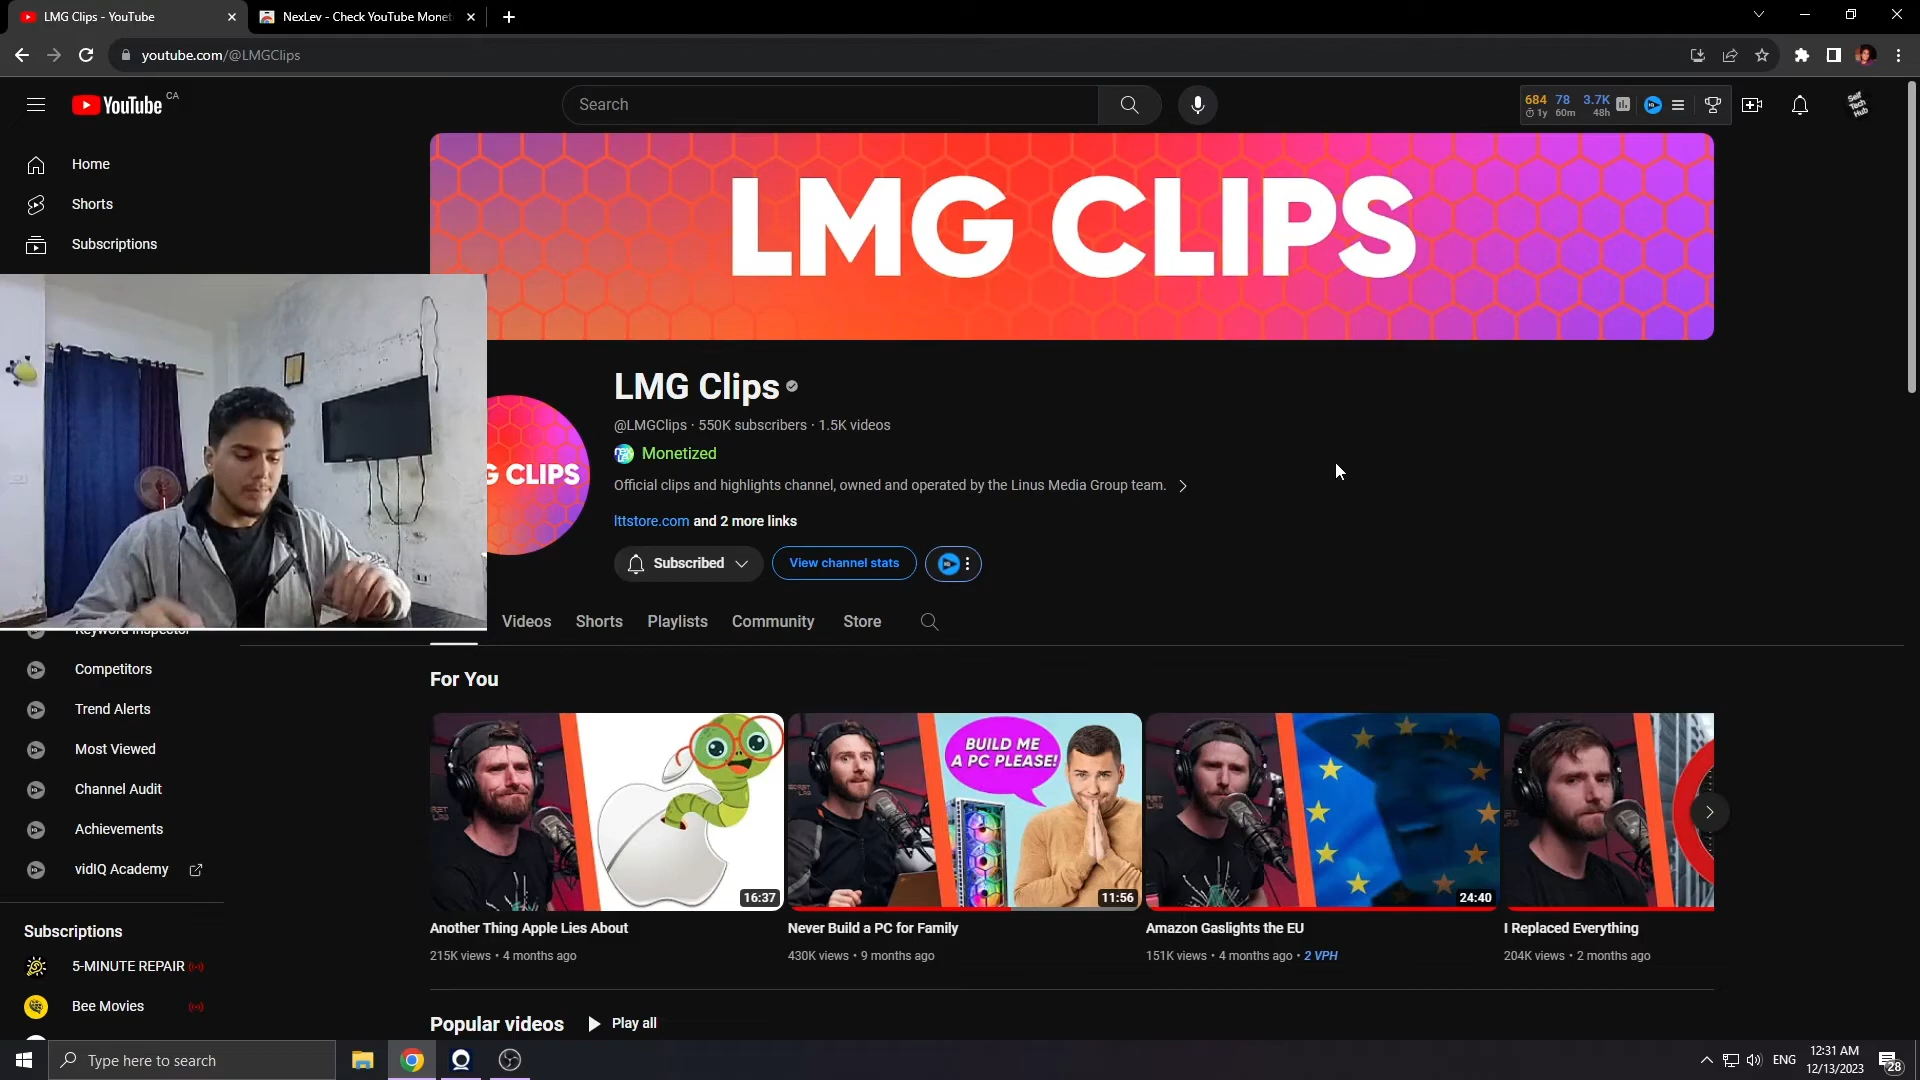 LMG Clips - YouTube
NexLev - Check YouTube Monet
youtube.com/@LMGClips
YouTube CA
Search
684 78 3.7K
1y 60m 48h
Self Tech Hub
Home
Shorts
Subscriptions
LMG CLIPS
LMG Clips
@LMGClips · 550K subscribers · 1.5K videos
Monetized
G CLIPS
Official clips and highlights channel, owned and operated by the Linus Media Group team.
lttstore.com and 2 more links
Subscribed
View channel stats
Videos
Shorts
Playlists
Community
Store
Keyword Inspector
Competitors
Trend Alerts
Most Viewed
Channel Audit
Achievements
vidIQ Academy
Subscriptions
5-MINUTE REPAIR
Bee Movies
For You
16:37
Another Thing Apple Lies About
215K views • 4 months ago
BUILD ME
A PC PLEASE!
11:56
Never Build a PC for Family
430K views • 9 months ago
24:40
Amazon Gaslights the EU
151K views • 4 months ago • 2 VPH
I Replaced Everything
204K views • 2 months ago
Popular videos
Play all
Type here to search
ENG
12:31 AM
12/13/2023
28